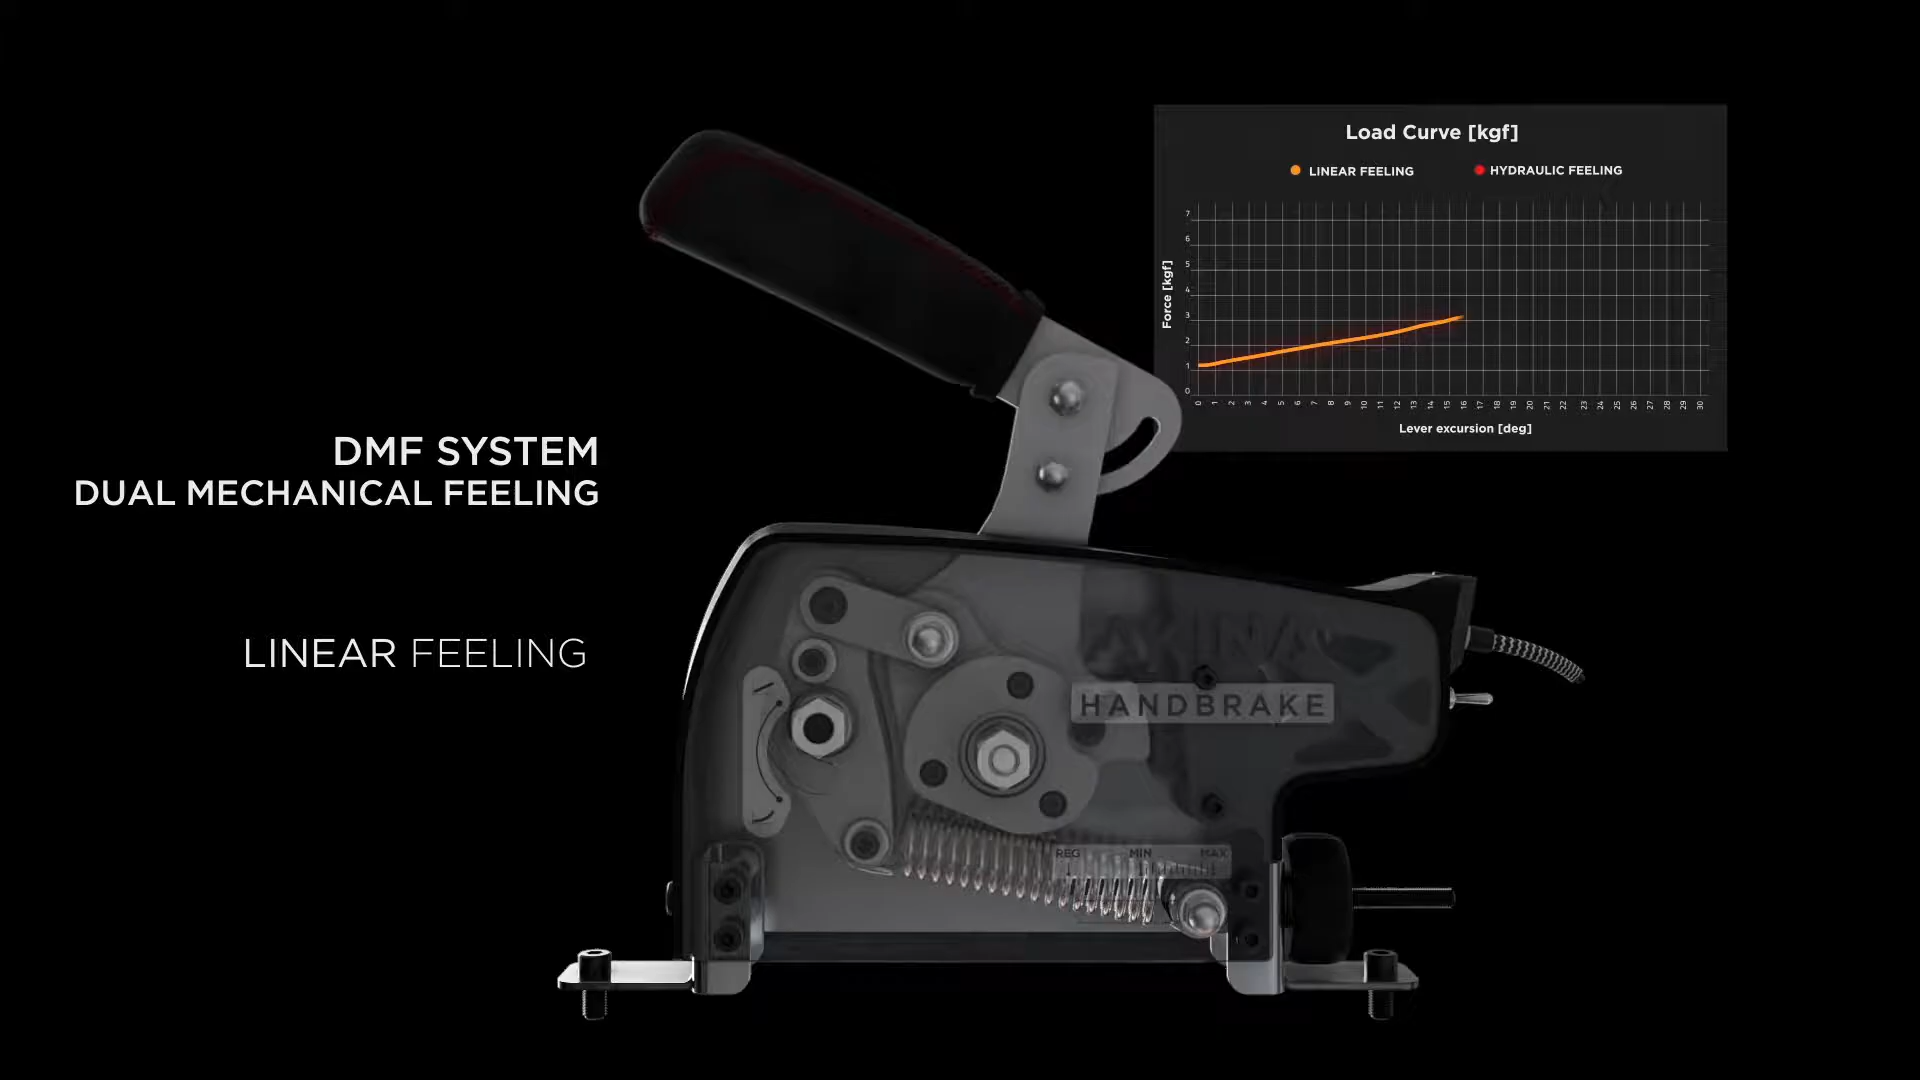 Load Curve [kgf]
LINEAR FEELING
HYDRAULIC FEELING
7
6
5
4
3
2
1
0
Force [kgf]
0 1 2 3 4 5 6 7 8 9 10 11 12 13 14 15 16 17 18 19 20 21 22 23 24 25 26 27 28 29 30
Lever excursion [deg]
DMF SYSTEM
DUAL MECHANICAL FEELING
LINEAR FEELING
HANDBRAKE
REG MIN MAX